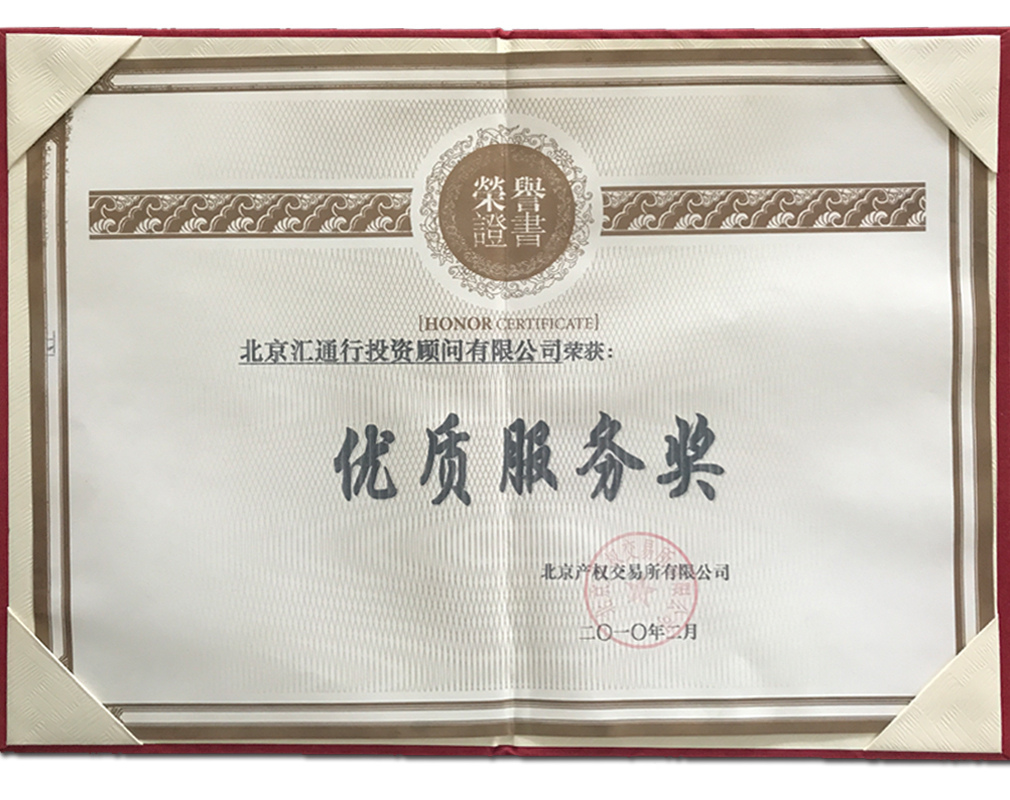 榮譽
證書
[HONOR CERTIFICATE]
北京汇通行投资顾问有限公司荣获：
优质服务奖
北京产权交易所有限公司
二〇一〇年二月